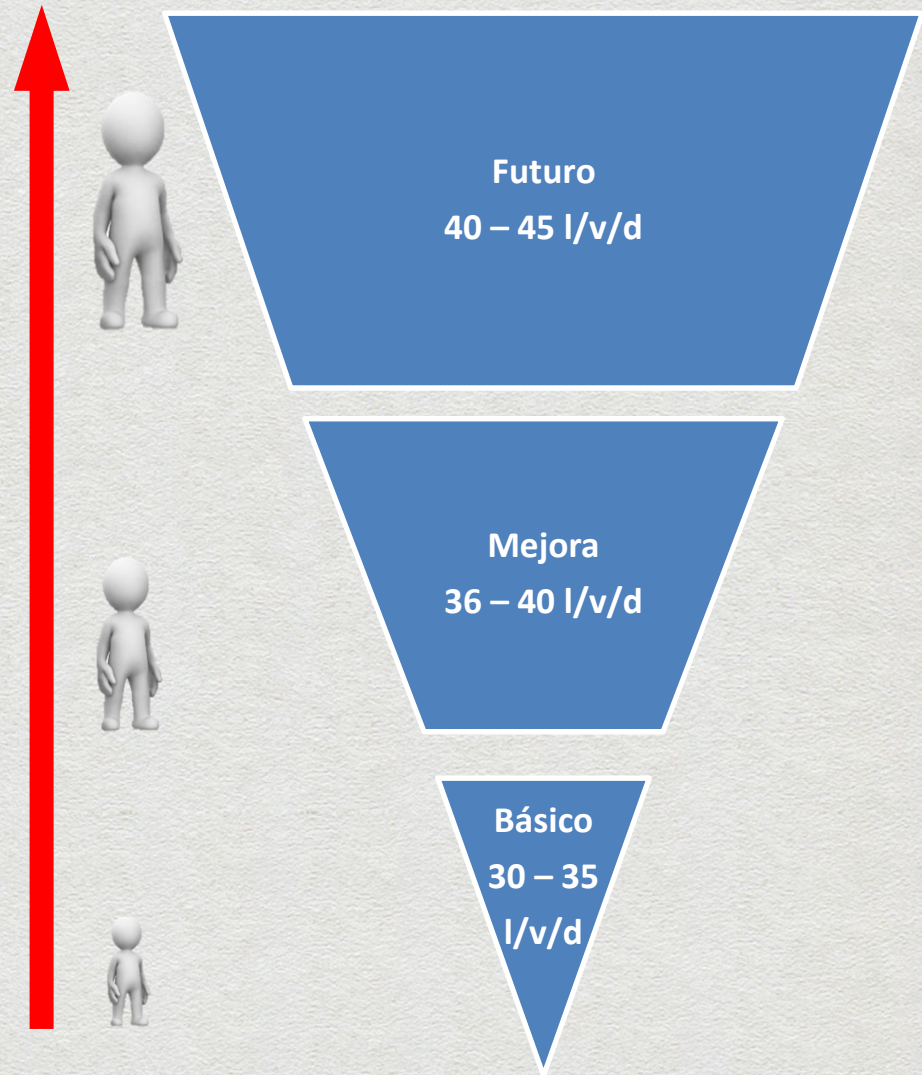 Futuro
40 – 45 l/v/d
Mejora
36 – 40 l/v/d
Básico
30 – 35
l/v/d